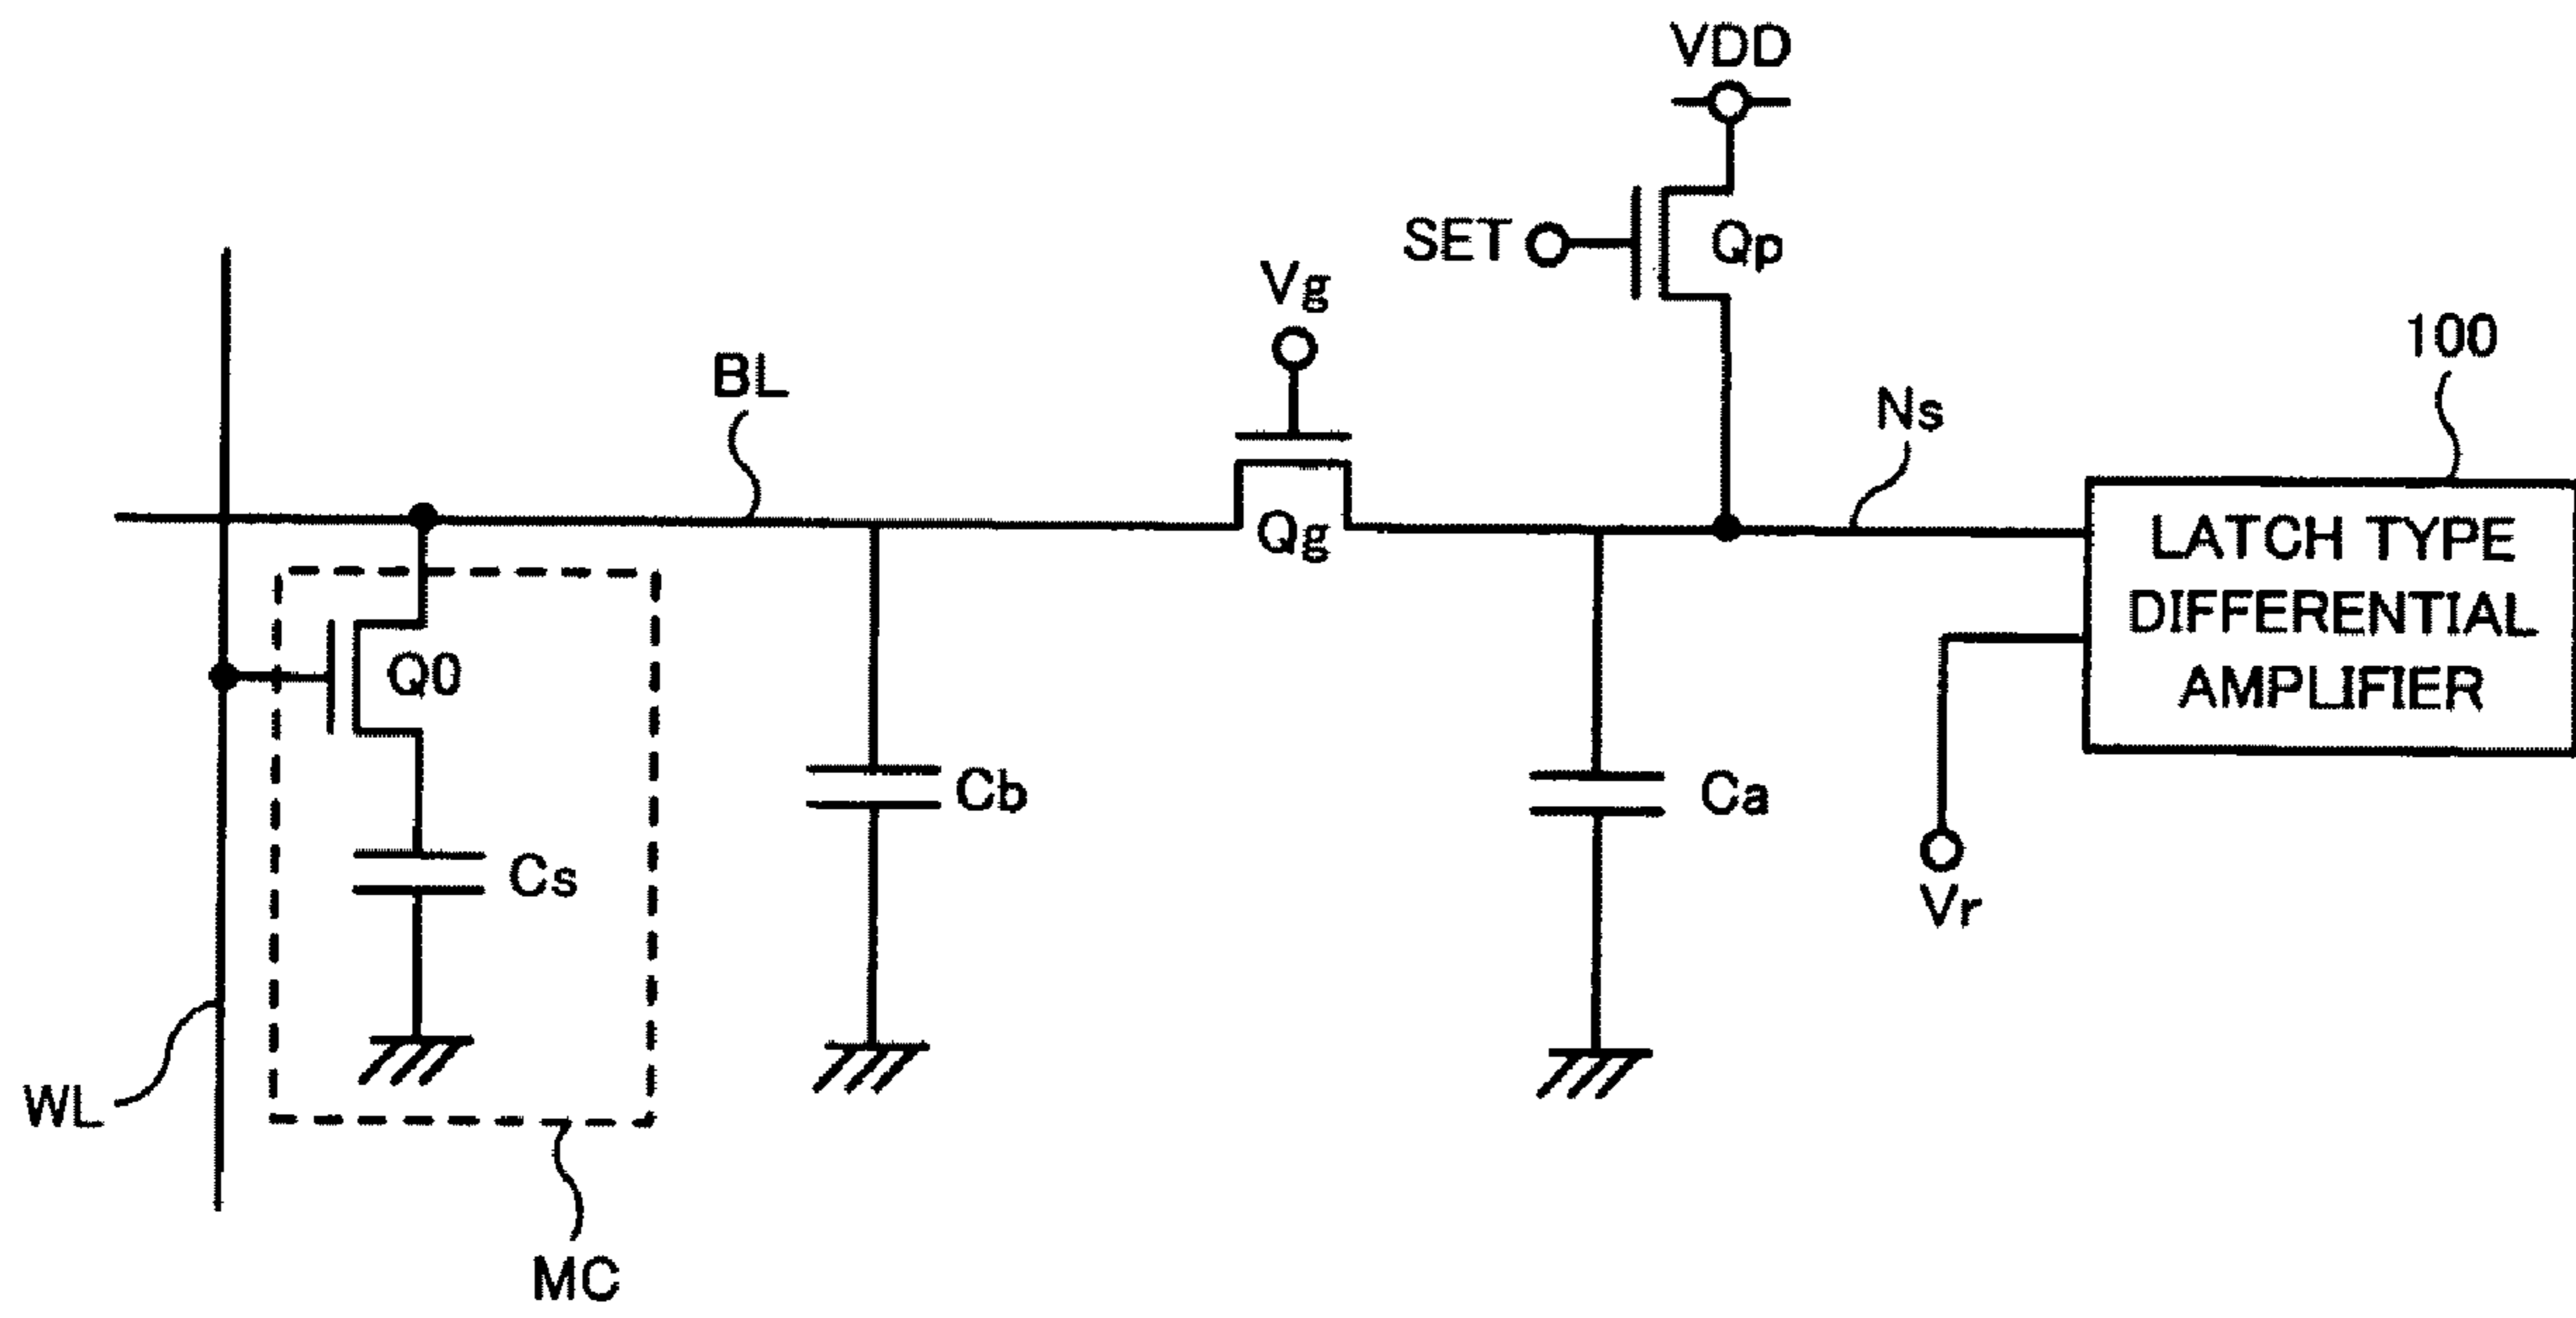 VDD
SET
Qp
Vg
100
BL
Ns
Qg
LATCH TYPE
DIFFERENTIAL
AMPLIFIER
Q0
Cb
Ca
Cs
Vr
WL
MC